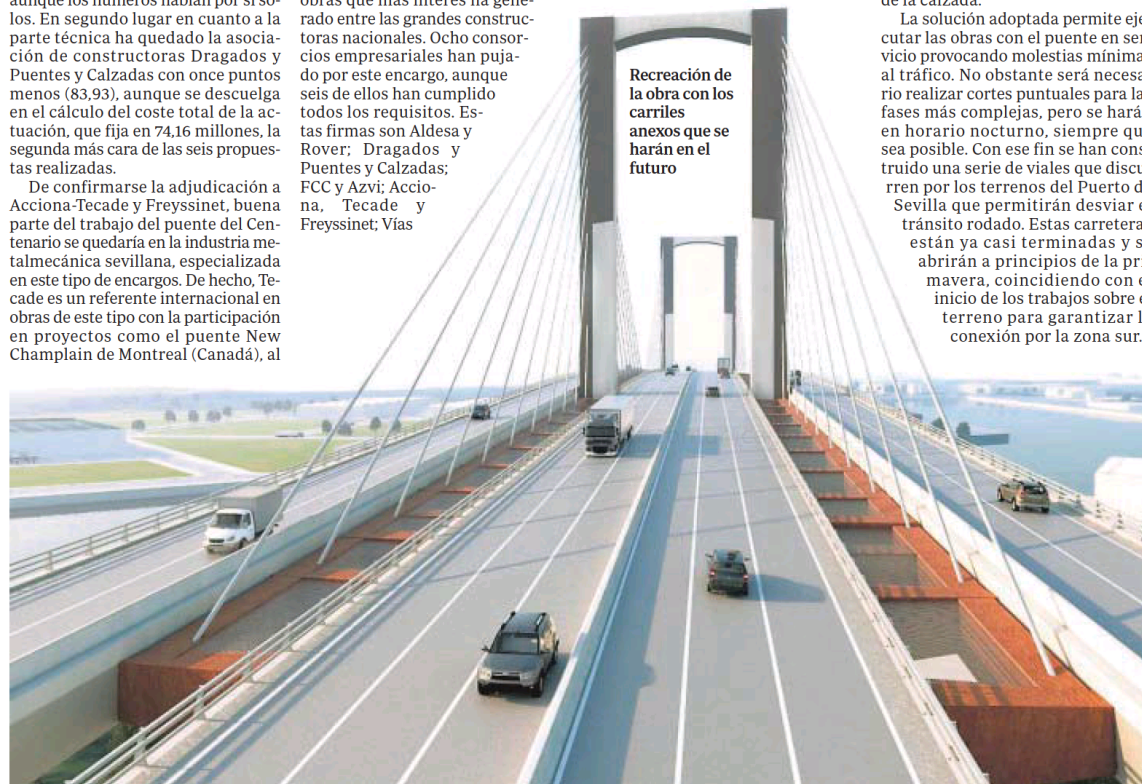 los. En segundo lugar en cuanto a la
parte técnica ha quedado la asocia-
ción de constructoras Dragados y
Puentes y Calzadas con once puntos
menos (83,93), aunque se descuelga
en el cálculo del coste total de la ac-
tuación, que fija en 74,16 millones, la
segunda más cara de las seis propues-
tas realizadas.
De confirmarse la adjudicación a
Acciona-Tecade y Freyssinet, buena
parte del trabajo del puente del Cen-
tenario se quedaría en la industria me-
talmecánica sevillana, especializada
en este tipo de encargos. De hecho, Te-
cade es un referente internacional en
obras de este tipo con la participación
en proyectos como el puente New
Champlain de Montreal (Canadá), al
obras que más interés ha gene-
rado entre las grandes construc-
toras nacionales. Ocho consor-
cios empresariales han puja-
do por este encargo, aunque
seis de ellos han cumplido
todos los requisitos. Es-
tas firmas son Aldesa y
Rover; Dragados y
Puentes y Calzadas;
FCC y Azvi; Accio-
na, Tecade y
Freyssinet; Vías
Recreación de
la obra con los
carriles
anexos que se
harán en el
futuro
de la calzada.
La solución adoptada permite eje
cutar las obras con el puente en ser
vicio provocando molestias mínima
al tráfico. No obstante será necesa
rio realizar cortes puntuales para la
fases más complejas, pero se hará
en horario nocturno, siempre qu
sea posible. Con ese fin se han cons
truido una serie de viales que discu
rren por los terrenos del Puerto d
Sevilla que permitirán desviar e
tránsito rodado. Estas carretera
están ya casi terminadas y s
abrirán a principios de la pri
mavera, coincidiendo con e
inicio de los trabajos sobre e
terreno para garantizar l
conexión por la zona sur.